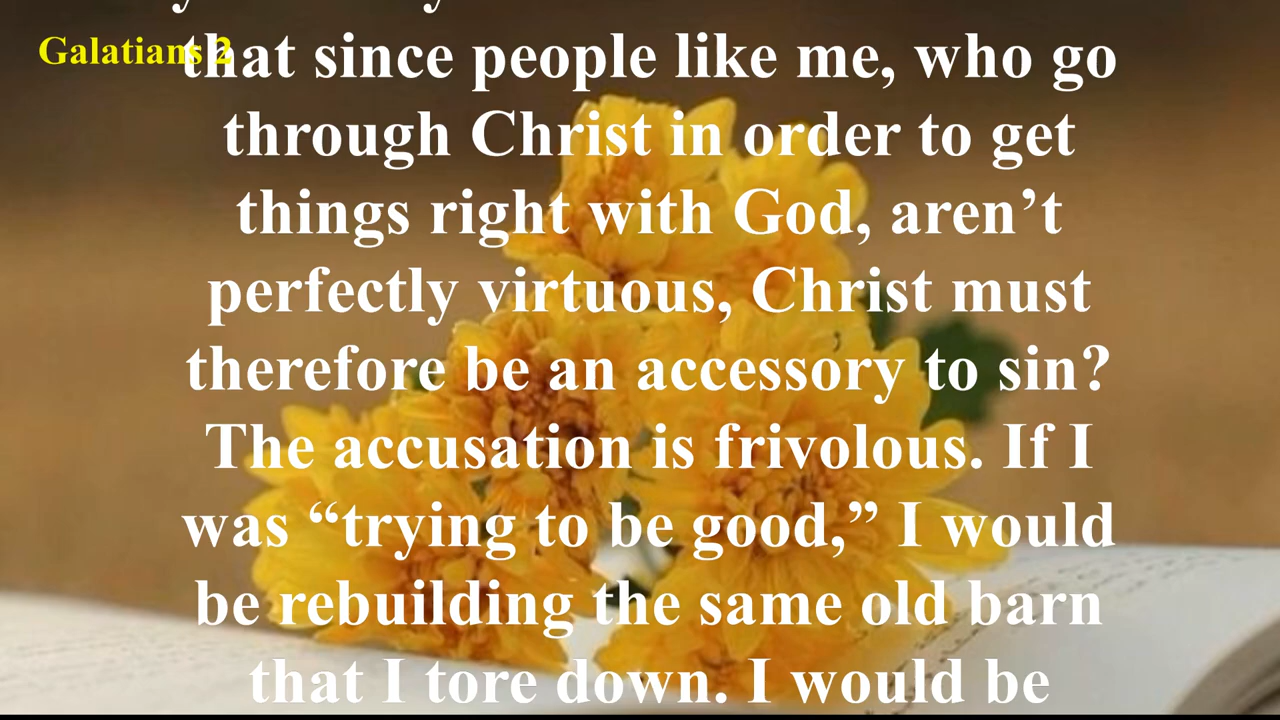 Galatians 2
that since people like me, who go
through Christ in order to get
things right with God, aren’t
perfectly virtuous, Christ must
therefore be an accessory to sin?
The accusation is frivolous. If I
was “trying to be good,” I would
be rebuilding the same old barn
that I tore down. I would be